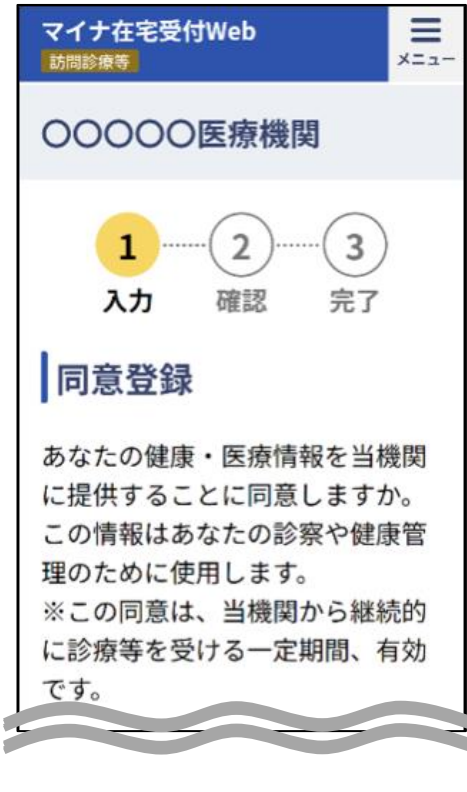 マイナ在宅受付Web
訪問診療等
メニュー
〇〇〇〇〇医療機関
1 2 3
入力 確認 完了
同意登録
あなたの健康・医療情報を当機関
に提供することに同意しますか。
この情報はあなたの診察や健康管
理のために使用します。
※この同意は、当機関から継続的
に診療等を受ける一定期間、有効
です。